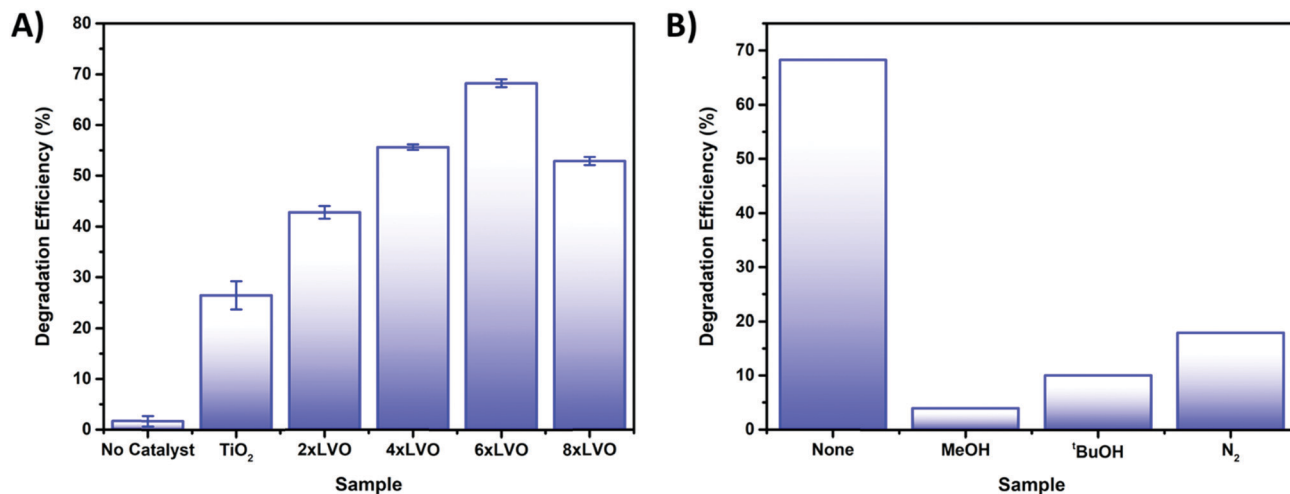 A)
80
70
60
50
40
30
20
10
0
Degradation Efficiency (%)
No Catalyst TiO₂ 2xLVO 4xLVO 6xLVO 8xLVO
Sample
B)
70
60
50
40
30
20
10
0
Degradation Efficiency (%)
None MeOH ᵗBuOH N₂
Sample